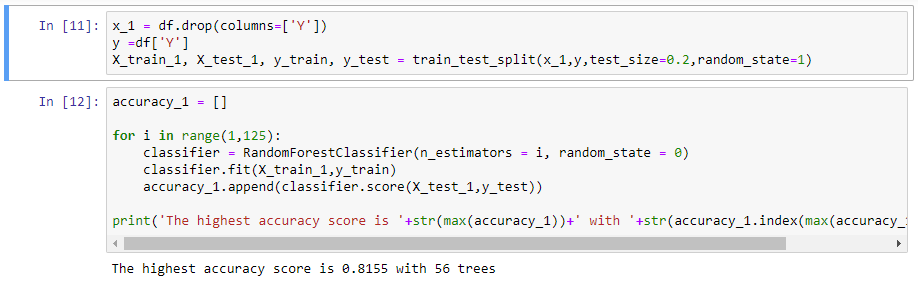 In [11]: x_1 = df.drop(columns=['Y'])
y =df['Y']
X_train_1, X_test_1, y_train, y_test = train_test_split(x_1,y,test_size=0.2,random_state=1)
In [12]: accuracy_1 = []
for i in range(1,125):
    classifier = RandomForestClassifier(n_estimators = i, random_state = 0)
    classifier.fit(X_train_1,y_train)
    accuracy_1.append(classifier.score(X_test_1,y_test))
print('The highest accuracy score is '+str(max(accuracy_1))+' with '+str(accuracy_1.index(max(accuracy_
The highest accuracy score is 0.8155 with 56 trees